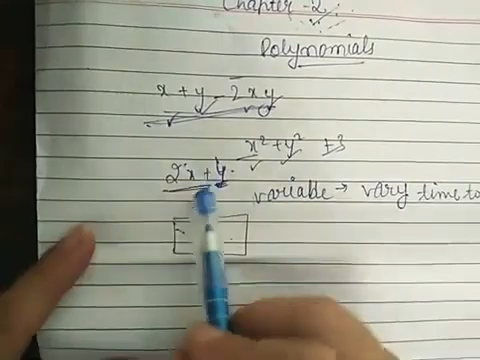 Chapter-2
Polynomials
x + y - 2xy
x² + y² + 3
2x + y.
variable → vary time to